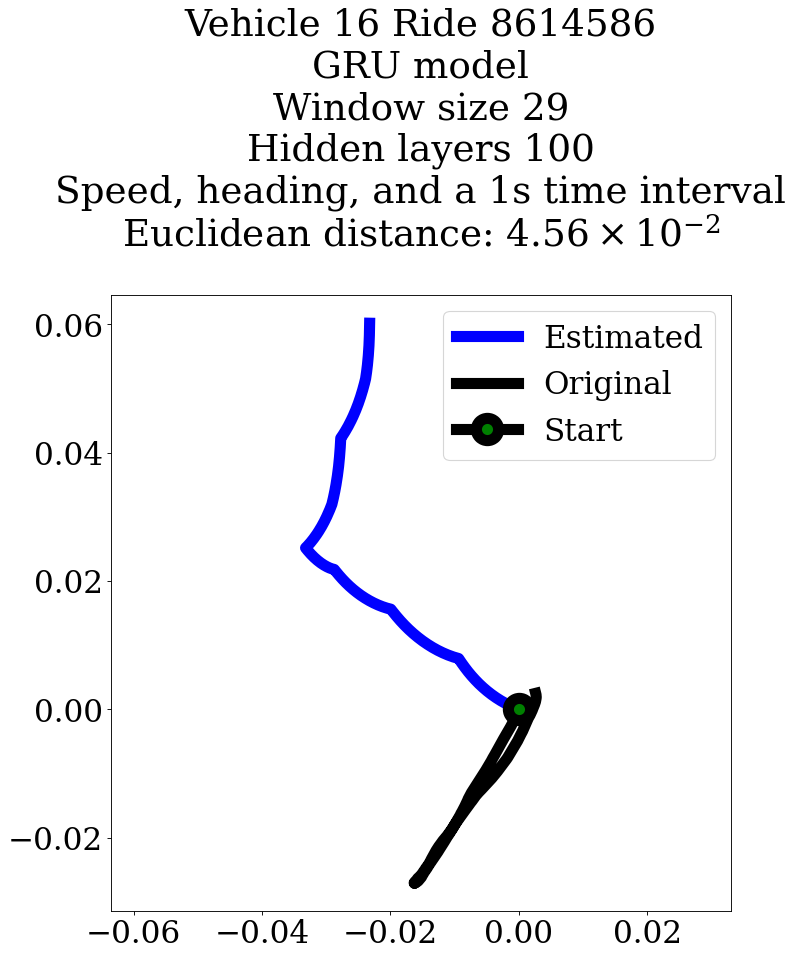 Vehicle 16 Ride 8614586
GRU model
Window size 29
Hidden layers 100
Speed, heading, and a 1s time interval
Euclidean distance: 4.56 × 10⁻²
Estimated
Original
Start
0.06
0.04
0.02
0.00
−0.02
−0.06 −0.04 −0.02 0.00 0.02